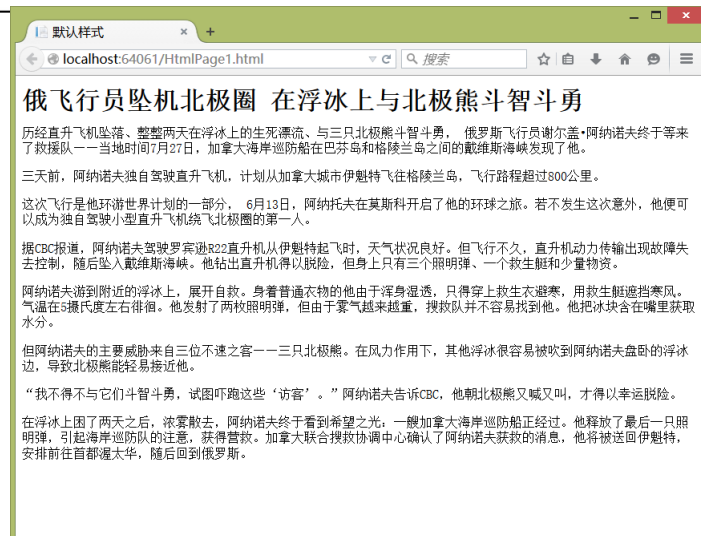 默认样式
localhost:64061/HtmlPage1.html
搜索
俄飞行员坠机北极圈 在浮冰上与北极熊斗智斗勇
历经直升飞机坠落、整整两天在浮冰上的生死漂流、与三只北极熊斗智斗勇， 俄罗斯飞行员谢尔盖•阿纳诺夫终于等来
了救援队——当地时间7月27日，加拿大海岸巡防船在巴芬岛和格陵兰岛之间的戴维斯海峡发现了他。
三天前，阿纳诺夫独自驾驶直升飞机，计划从加拿大城市伊魁特飞往格陵兰岛，飞行路程超过800公里。
这次飞行是他环游世界计划的一部分， 6月13日，阿纳托夫在莫斯科开启了他的环球之旅。若不发生这次意外，他便可
以成为独自驾驶小型直升飞机绕飞北极圈的第一人。
据CBC报道，阿纳诺夫驾驶罗宾逊R22直升机从伊魁特起飞时，天气状况良好。但飞行不久，直升机动力传输出现故障失
去控制，随后坠入戴维斯海峡。他钻出直升机得以脱险，但身上只有三个照明弹、一个救生艇和少量物资。
阿纳诺夫游到附近的浮冰上，展开自救。身着普通衣物的他由于浑身湿透，只得穿上救生衣避寒，用救生艇遮挡寒风。
气温在5摄氏度左右徘徊。他发射了两枚照明弹，但由于雾气越来越重，搜救队并不容易找到他。他把冰块含在嘴里获取
水分。
但阿纳诺夫的主要威胁来自三位不速之客——三只北极熊。在风力作用下，其他浮冰很容易被吹到阿纳诺夫盘卧的浮冰
边，导致北极熊能轻易接近他。
“我不得不与它们斗智斗勇，试图吓跑这些‘访客’。”阿纳诺夫告诉CBC，他朝北极熊又喊又叫，才得以幸运脱险。
在浮冰上困了两天之后，浓雾散去，阿纳诺夫终于看到希望之光：一艘加拿大海岸巡防船正经过。他释放了最后一只照
明弹，引起海岸巡防队的注意，获得营救。加拿大联合搜救协调中心确认了阿纳诺夫获救的消息，他将被送回伊魁特，
安排前往首都渥太华，随后回到俄罗斯。